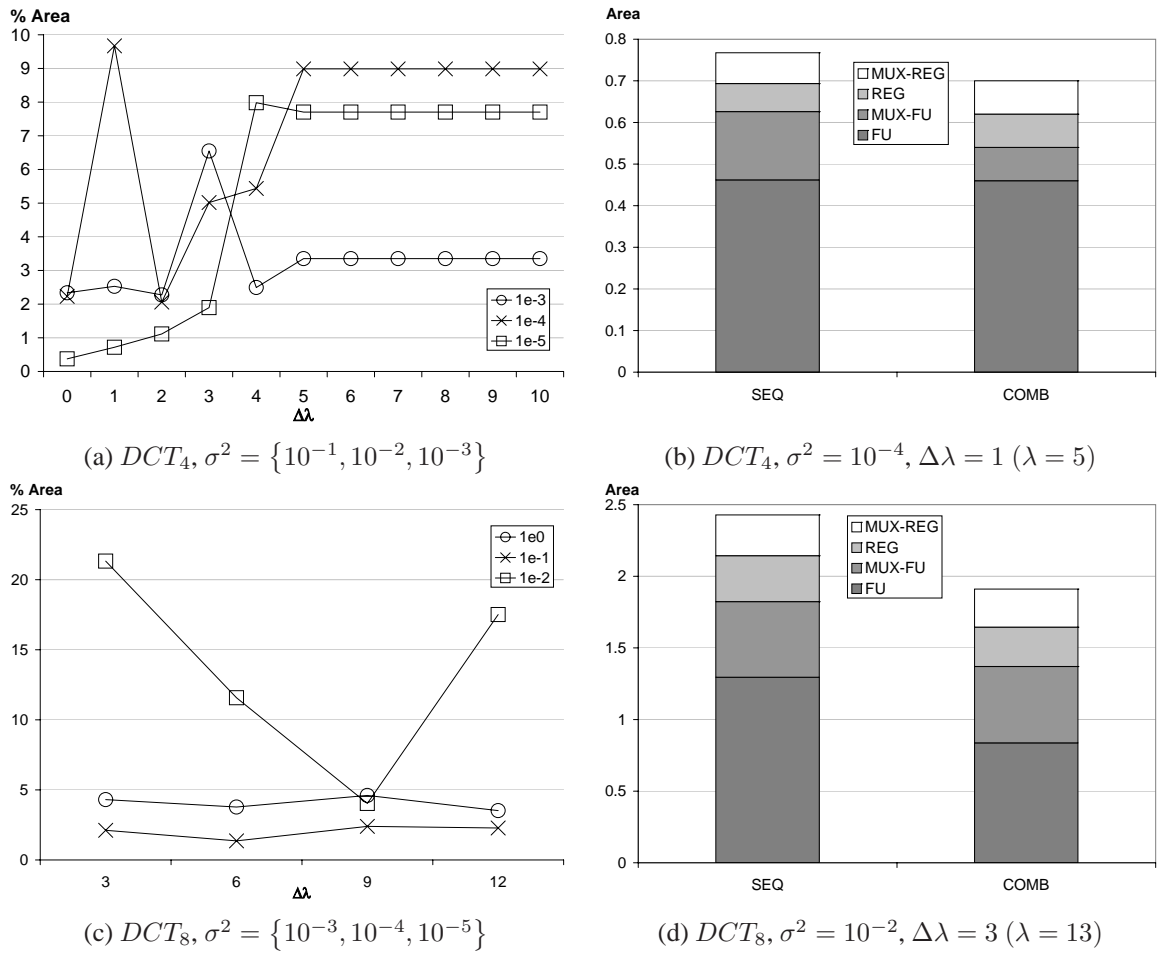 % Area
10
9
8
7
6
5
4
3
2
1
0
0 1 2 3 4 5 6 7 8 9 10
Δλ
1e-3
1e-4
1e-5
(a) DCT₄, σ² = {10⁻¹, 10⁻², 10⁻³}
Area
0.8
0.7
0.6
0.5
0.4
0.3
0.2
0.1
0
MUX-REG
REG
MUX-FU
FU
SEQ COMB
(b) DCT₄, σ² = 10⁻⁴, Δλ = 1 (λ = 5)
% Area
25
20
15
10
5
0
3 6 9 12
Δλ
1e0
1e-1
1e-2
(c) DCT₈, σ² = {10⁻³, 10⁻⁴, 10⁻⁵}
Area
2.5
2
1.5
1
0.5
0
MUX-REG
REG
MUX-FU
FU
SEQ COMB
(d) DCT₈, σ² = 10⁻², Δλ = 3 (λ = 13)